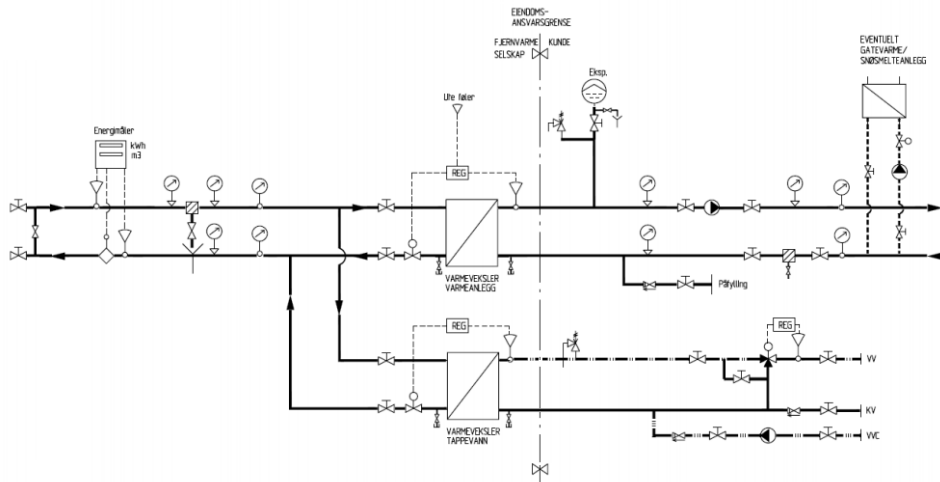 EIENDOMS-
ANSVARSGRENSE
FJERNVARME KUNDE
SELSKAP
EVENTUELT
GATEVARME/
SNØSMELTEANLEGG
Eksp.
Ute føler
Energimåler
kWh
m3
REG
VARMEVEKSLER
VARMEANLEGG
Påfylling
REG
REG
VV
KV
VVC
VARMEVEKSLER
TAPPEVANN